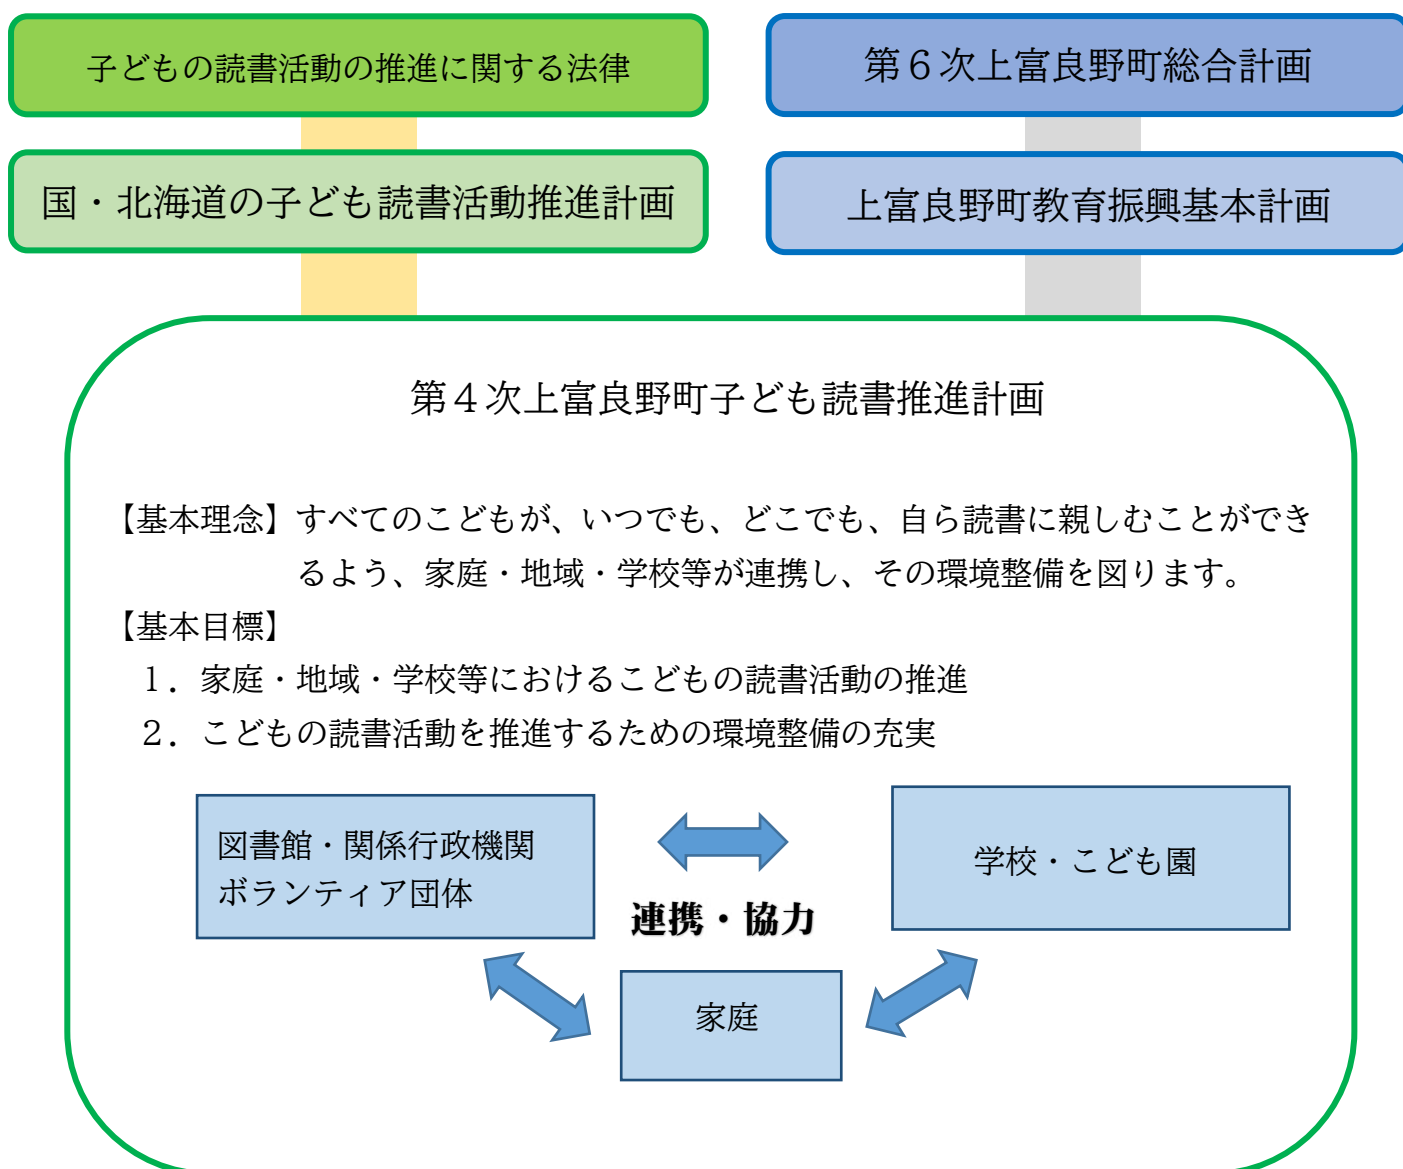 子どもの読書活動の推進に関する法律
第６次上富良野町総合計画
国・北海道の子ども読書活動推進計画
上富良野町教育振興基本計画
第４次上富良野町子ども読書推進計画
【基本理念】すべてのこどもが、いつでも、どこでも、自ら読書に親しむことができ
るよう、家庭・地域・学校等が連携し、その環境整備を図ります。
【基本目標】
１．家庭・地域・学校等におけるこどもの読書活動の推進
２．こどもの読書活動を推進するための環境整備の充実
図書館・関係行政機関
ボランティア団体
学校・こども園
連携・協力
家庭